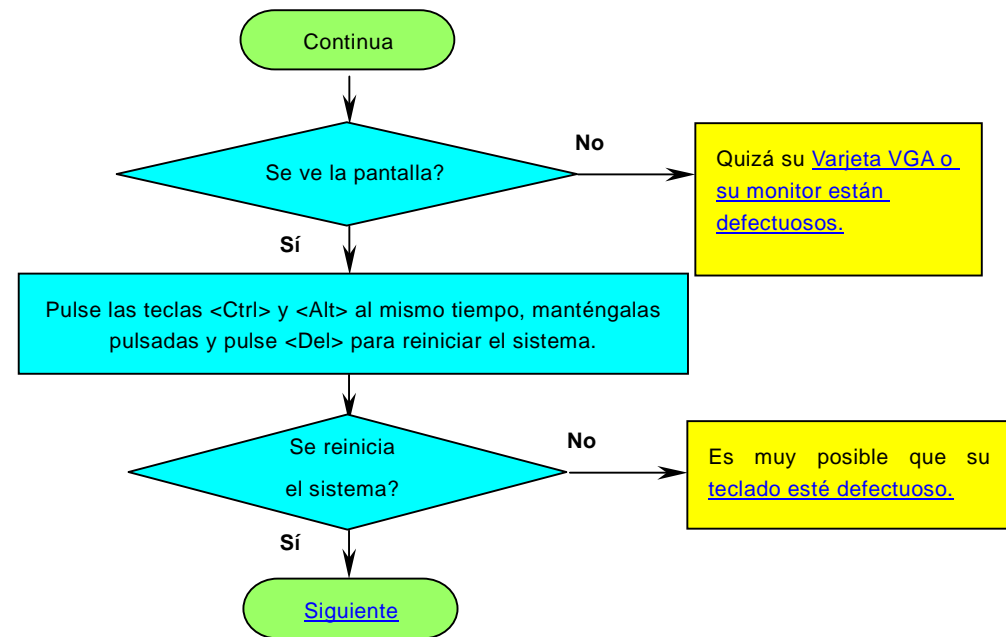 Continua
Se ve la pantalla?
No
Quizá su Varjeta VGA o
su monitor están
defectuosos.
Sí
Pulse las teclas <Ctrl> y <Alt> al mismo tiempo, manténgalas
pulsadas y pulse <Del> para reiniciar el sistema.
Se reinicia
el sistema?
No
Es muy posible que su
teclado esté defectuoso.
Sí
Siguiente